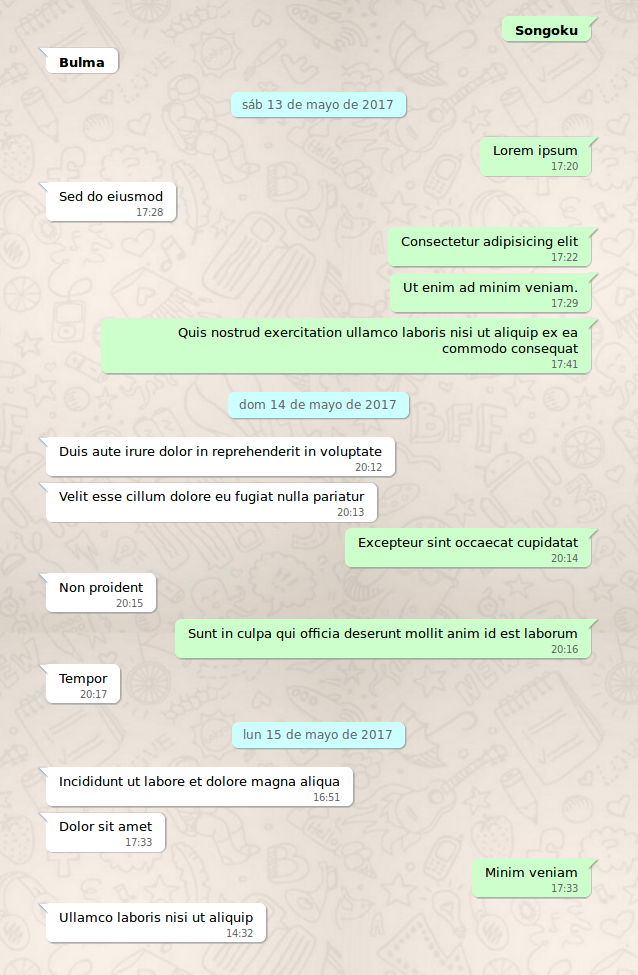 Songoku
Bulma
sáb 13 de mayo de 2017
Lorem ipsum
17:20
Sed do eiusmod
17:28
Consectetur adipisicing elit
17:22
Ut enim ad minim veniam.
17:29
Quis nostrud exercitation ullamco laboris nisi ut aliquip ex ea
commodo consequat
17:41
dom 14 de mayo de 2017
Duis aute irure dolor in reprehenderit in voluptate
20:12
Velit esse cillum dolore eu fugiat nulla pariatur
20:13
Excepteur sint occaecat cupidatat
20:14
Non proident
20:15
Sunt in culpa qui officia deserunt mollit anim id est laborum
20:16
Tempor
20:17
lun 15 de mayo de 2017
Incididunt ut labore et dolore magna aliqua
16:51
Dolor sit amet
17:33
Minim veniam
17:33
Ullamco laboris nisi ut aliquip
14:32